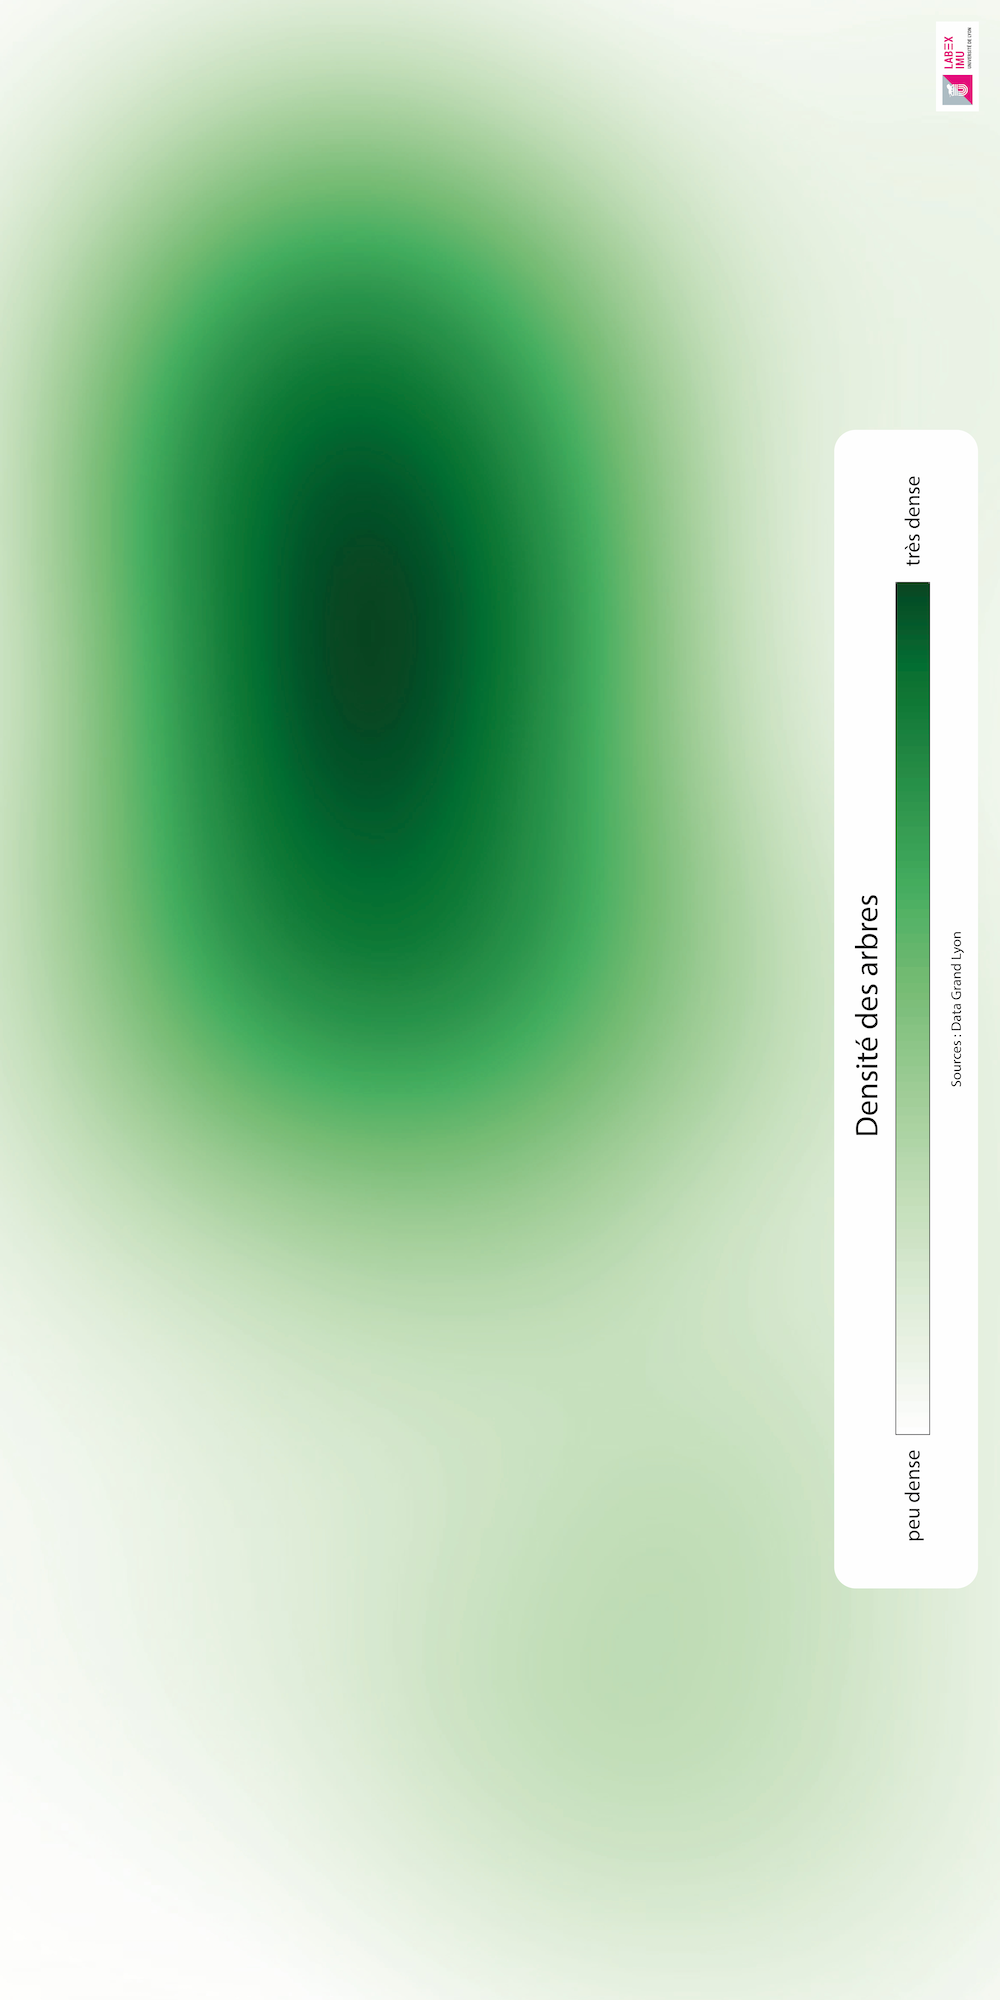 Densité des arbres
peu dense
très dense
Sources : Data Grand Lyon
LABEX
IMU
UNIVERSITÉ DE LYON